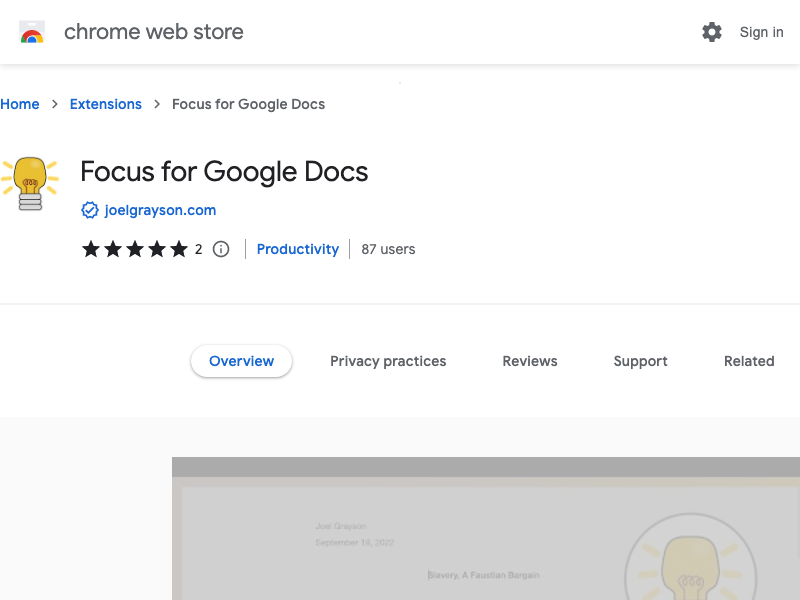 chrome web store
Sign in
Home > Extensions > Focus for Google Docs
Focus for Google Docs
joelgrayson.com
2 Productivity 87 users
Overview Privacy practices Reviews Support Related
Joel Grayson
September 19, 2022
Slavery, A Faustian Bargain